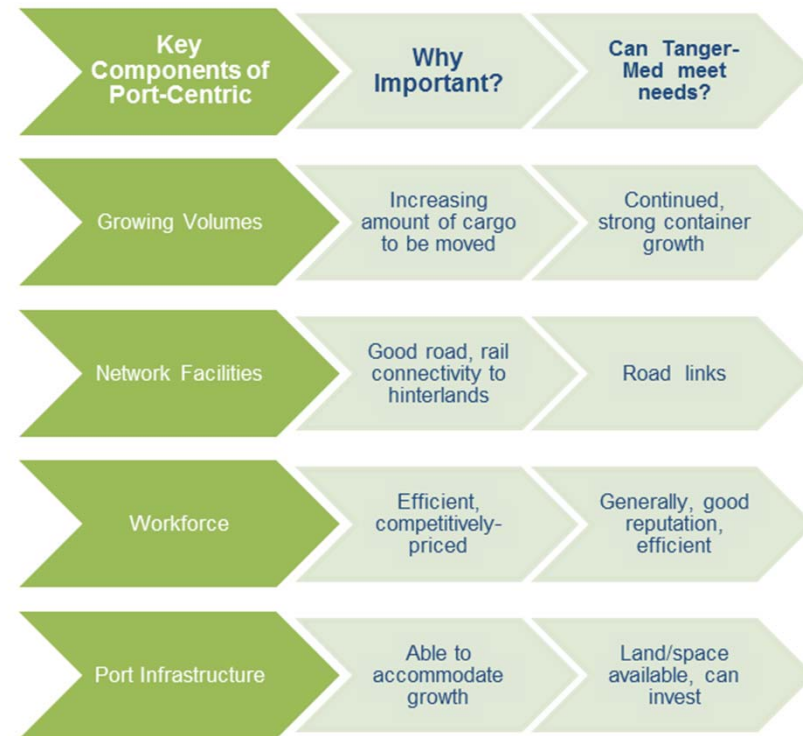 Key
Components of
Port-Centric
Why
Important?
Can Tanger-
Med meet
needs?
Growing Volumes
Increasing
amount of cargo
to be moved
Continued,
strong container
growth
Network Facilities
Good road, rail
connectivity to
hinterlands
Road links
Workforce
Efficient,
competitively-
priced
Generally, good
reputation,
efficient
Port Infrastructure
Able to
accommodate
growth
Land/space
available, can
invest